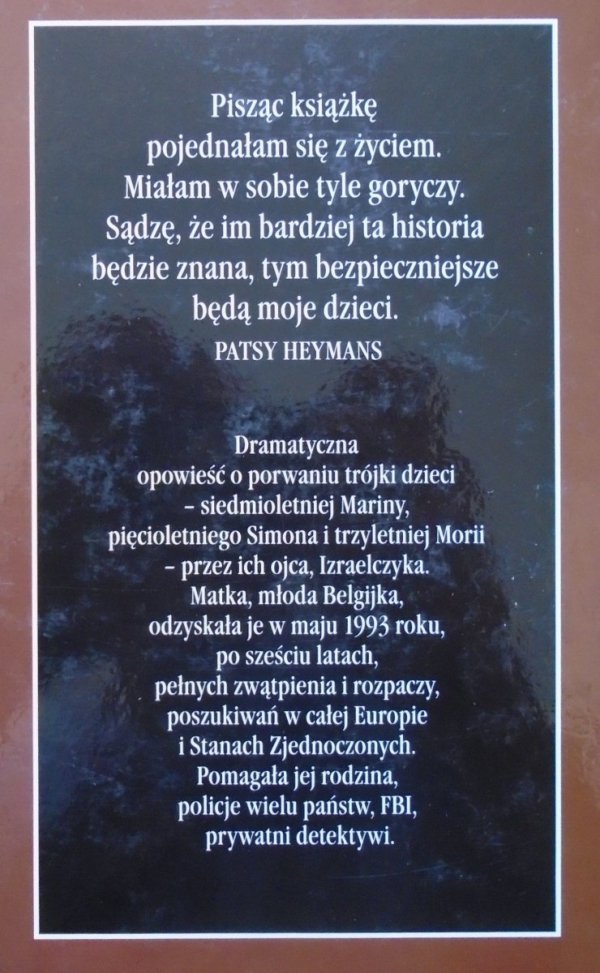 Pisząc książkę
pojednałam się z życiem.
Miałam w sobie tyle goryczy.
Sądzę, że im bardziej ta historia
będzie znana, tym bezpieczniejsze
będą moje dzieci.
PATSY HEYMANS
Dramatyczna
opowieść o porwaniu trójki dzieci
– siedmioletniej Mariny,
pięcioletniego Simona i trzyletniej Morii
– przez ich ojca, Izraelczyka.
Matka, młoda Belgijka,
odzyskała je w maju 1993 roku,
po sześciu latach,
pełnych zwątpienia i rozpaczy,
poszukiwań w całej Europie
i Stanach Zjednoczonych.
Pomagała jej rodzina,
policje wielu państw, FBI,
prywatni detektywi.